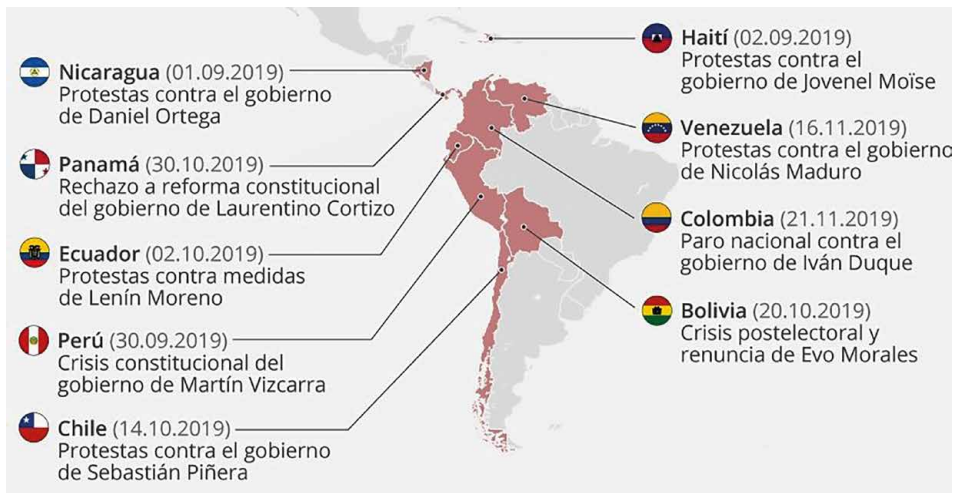 Nicaragua (01.09.2019)
Protestas contra el gobierno
de Daniel Ortega
Panamá (30.10.2019)
Rechazo a reforma constitucional
del gobierno de Laurentino Cortizo
Ecuador (02.10.2019)
Protestas contra medidas
de Lenín Moreno
Perú (30.09.2019)
Crisis constitucional del
gobierno de Martín Vizcarra
Chile (14.10.2019)
Protestas contra el gobierno
de Sebastián Piñera
Haití (02.09.2019)
Protestas contra el
gobierno de Jovenel Moïse
Venezuela (16.11.2019)
Protestas contra el gobierno
de Nicolás Maduro
Colombia (21.11.2019)
Paro nacional contra el
gobierno de Iván Duque
Bolivia (20.10.2019)
Crisis postelectoral y
renuncia de Evo Morales